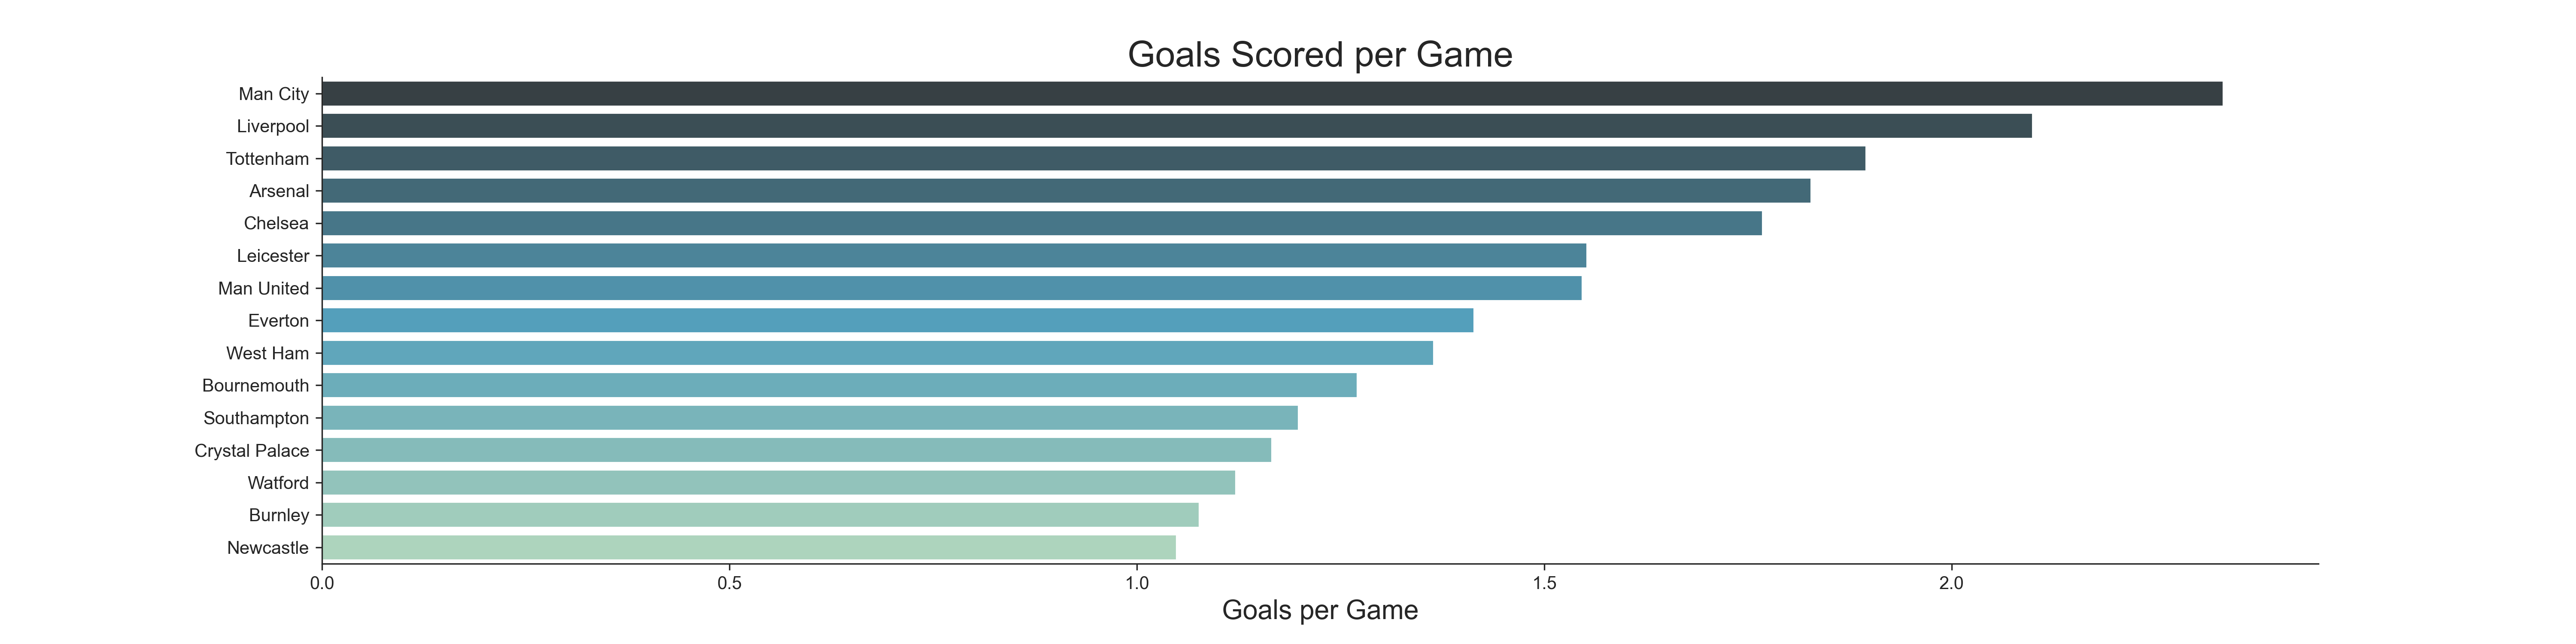 Goals Scored per Game
Man City
Liverpool
Tottenham
Arsenal
Chelsea
Leicester
Man United
Everton
West Ham
Bournemouth
Southampton
Crystal Palace
Watford
Burnley
Newcastle
0.0 0.5 1.0 1.5 2.0
Goals per Game